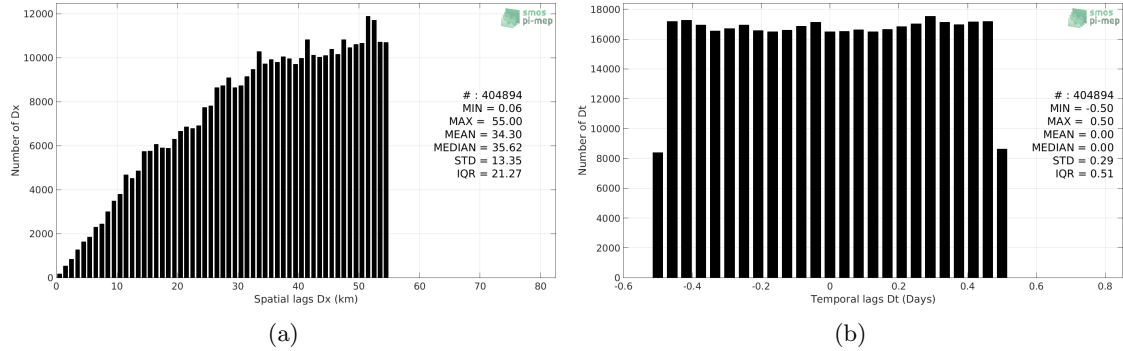 smos
pi-mep
12000
10000
8000
6000
4000
2000
0
Number of Dx
# : 404894
MIN = 0.06
MAX = 55.00
MEAN = 34.30
MEDIAN = 35.62
STD = 13.35
IQR = 21.27
0 10 20 30 40 50 60 70 80
Spatial lags Dx (km)
(a)
smos
pi-mep
18000
16000
14000
12000
10000
8000
6000
4000
2000
0
Number of Dt
# : 404894
MIN = -0.50
MAX = 0.50
MEAN = 0.00
MEDIAN = 0.00
STD = 0.29
IQR = 0.51
-0.6 -0.4 -0.2 0 0.2 0.4 0.6 0.8
Temporal lags Dt (Days)
(b)